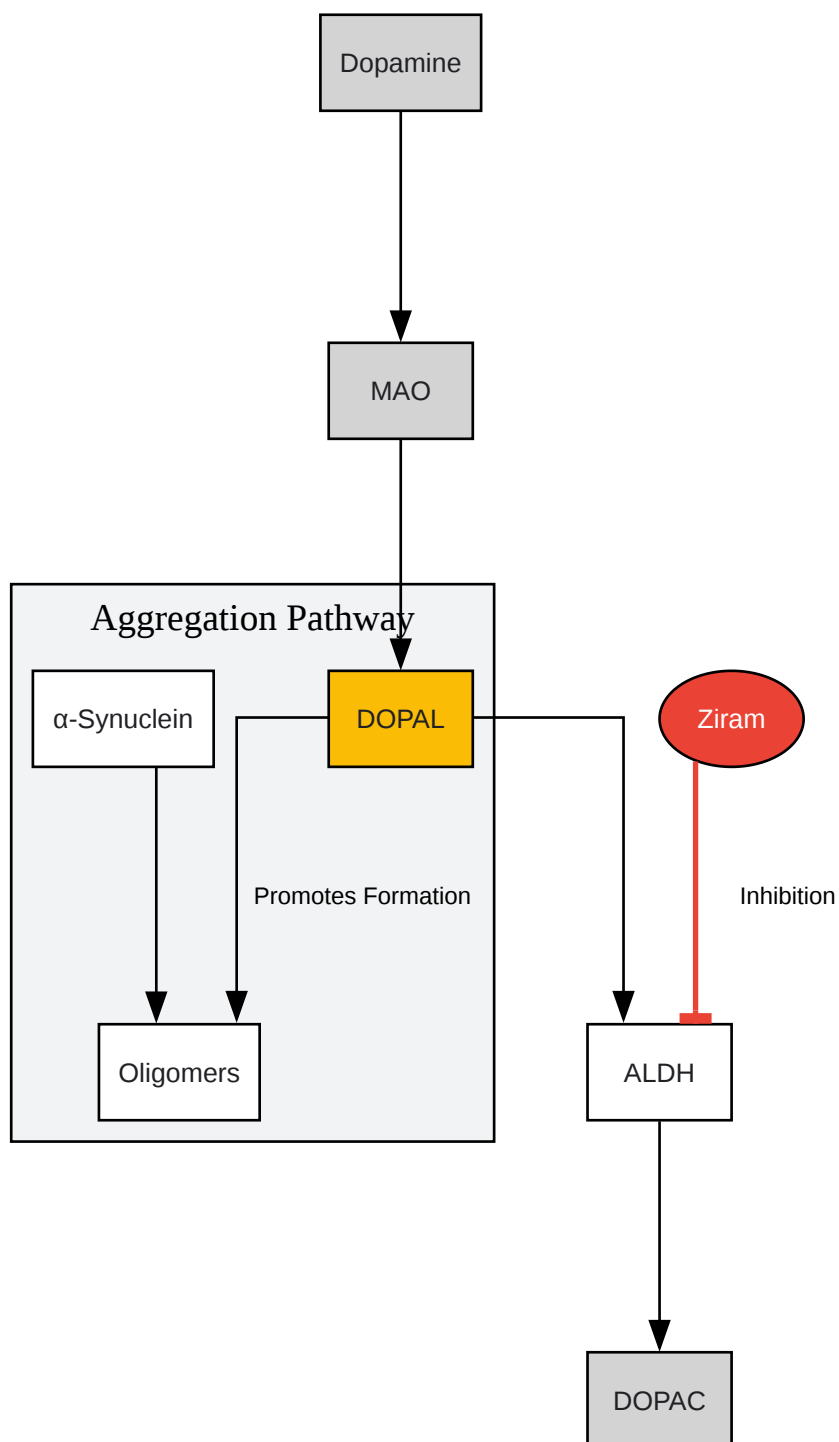 Dopamine
MAO
Aggregation Pathway
α-Synuclein
DOPAL
Ziram
Promotes Formation
Inhibition
Oligomers
ALDH
DOPAC